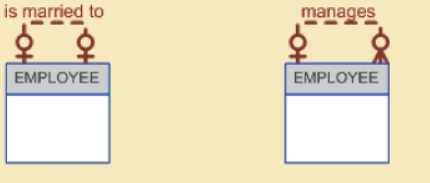 is married to
manages
EMPLOYEE
EMPLOYEE